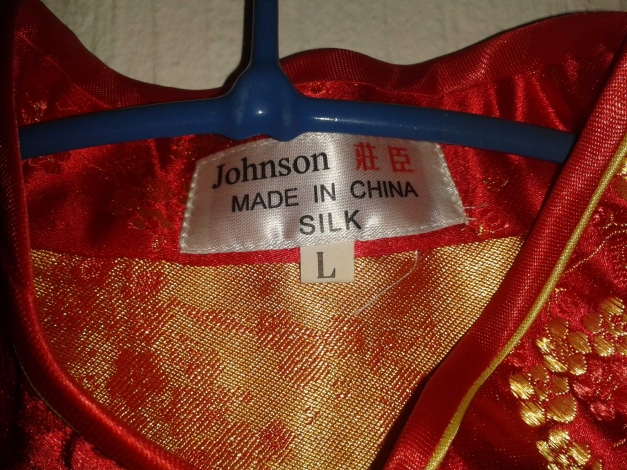 Johnson 莊臣
MADE IN CHINA
SILK
L